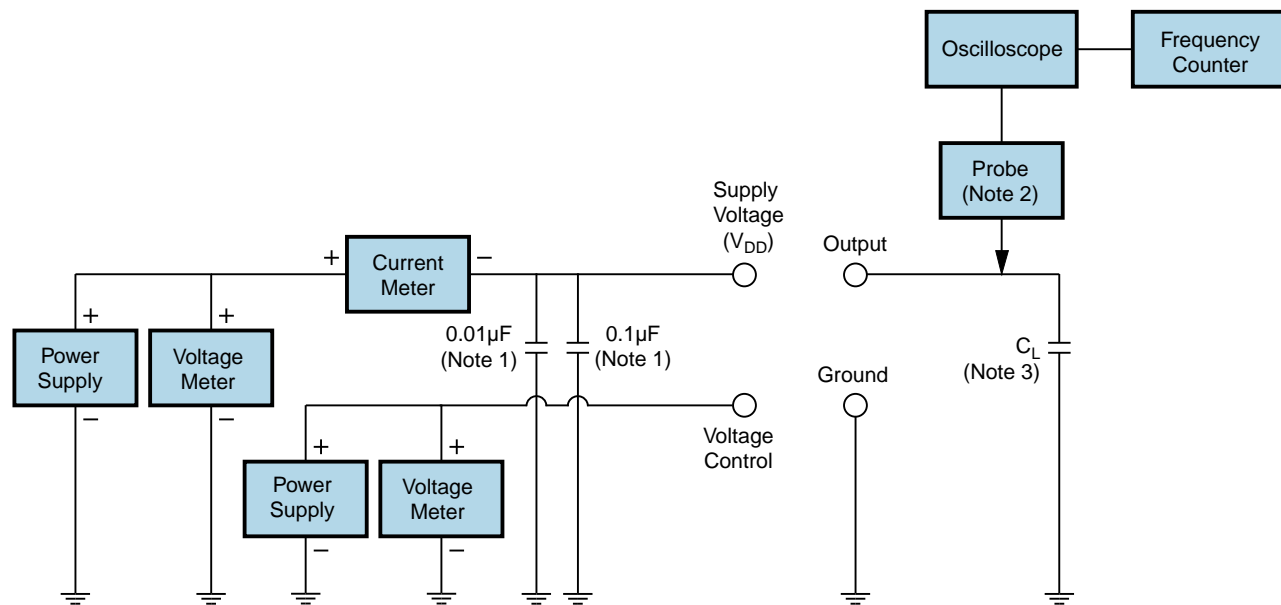 Oscilloscope
Frequency
Counter
Probe
(Note 2)
Supply
Voltage
(VDD)
Output
+
Current
Meter
−
+
Power
Supply
−
+
Voltage
Meter
−
0.01µF
(Note 1)
0.1µF
(Note 1)
CL
(Note 3)
Ground
Voltage
Control
+
Power
Supply
−
+
Voltage
Meter
−